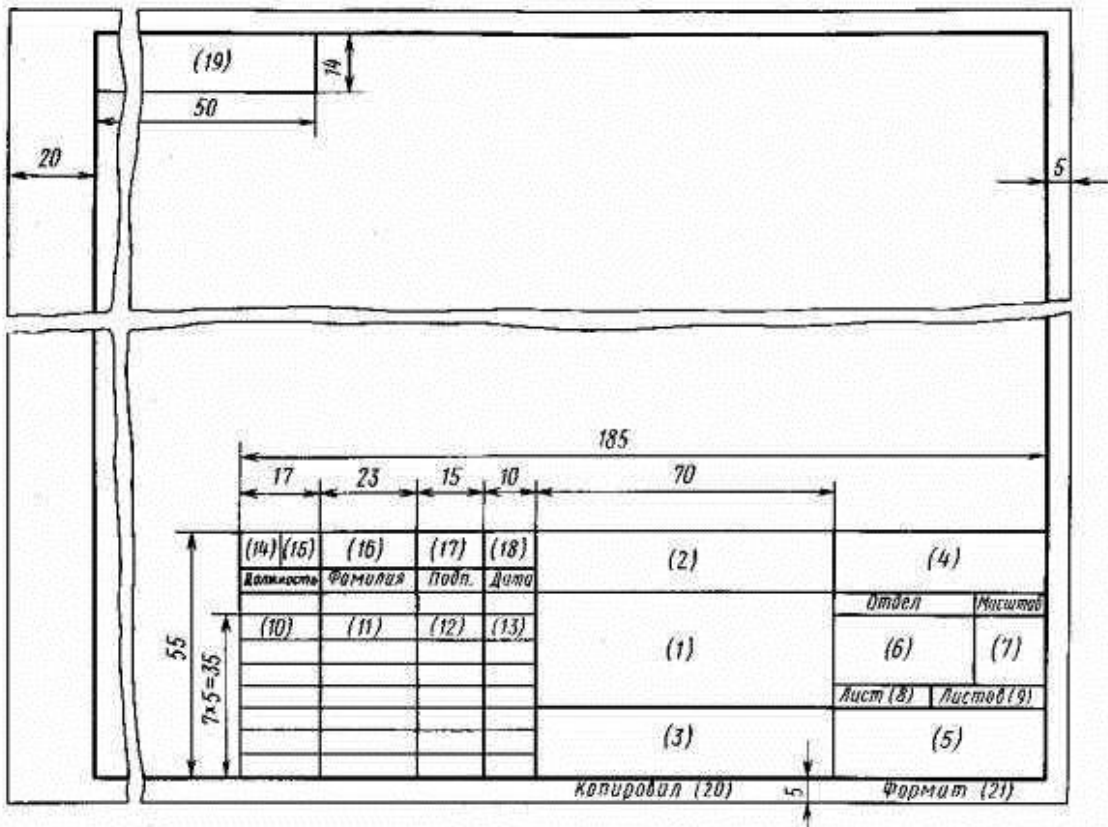 (19)
14
50
20
5
185
17 23 15 10 70
(14) (15) (16) (17) (18) (2) (4)
Должность Фамилия Подп. Дата
Отдел Масштаб
(10) (11) (12) (13) (1) (6) (7)
55
7×5=35
Лист (8) Листов (9)
(3) (5)
Копировал (20) 5 Формат (21)